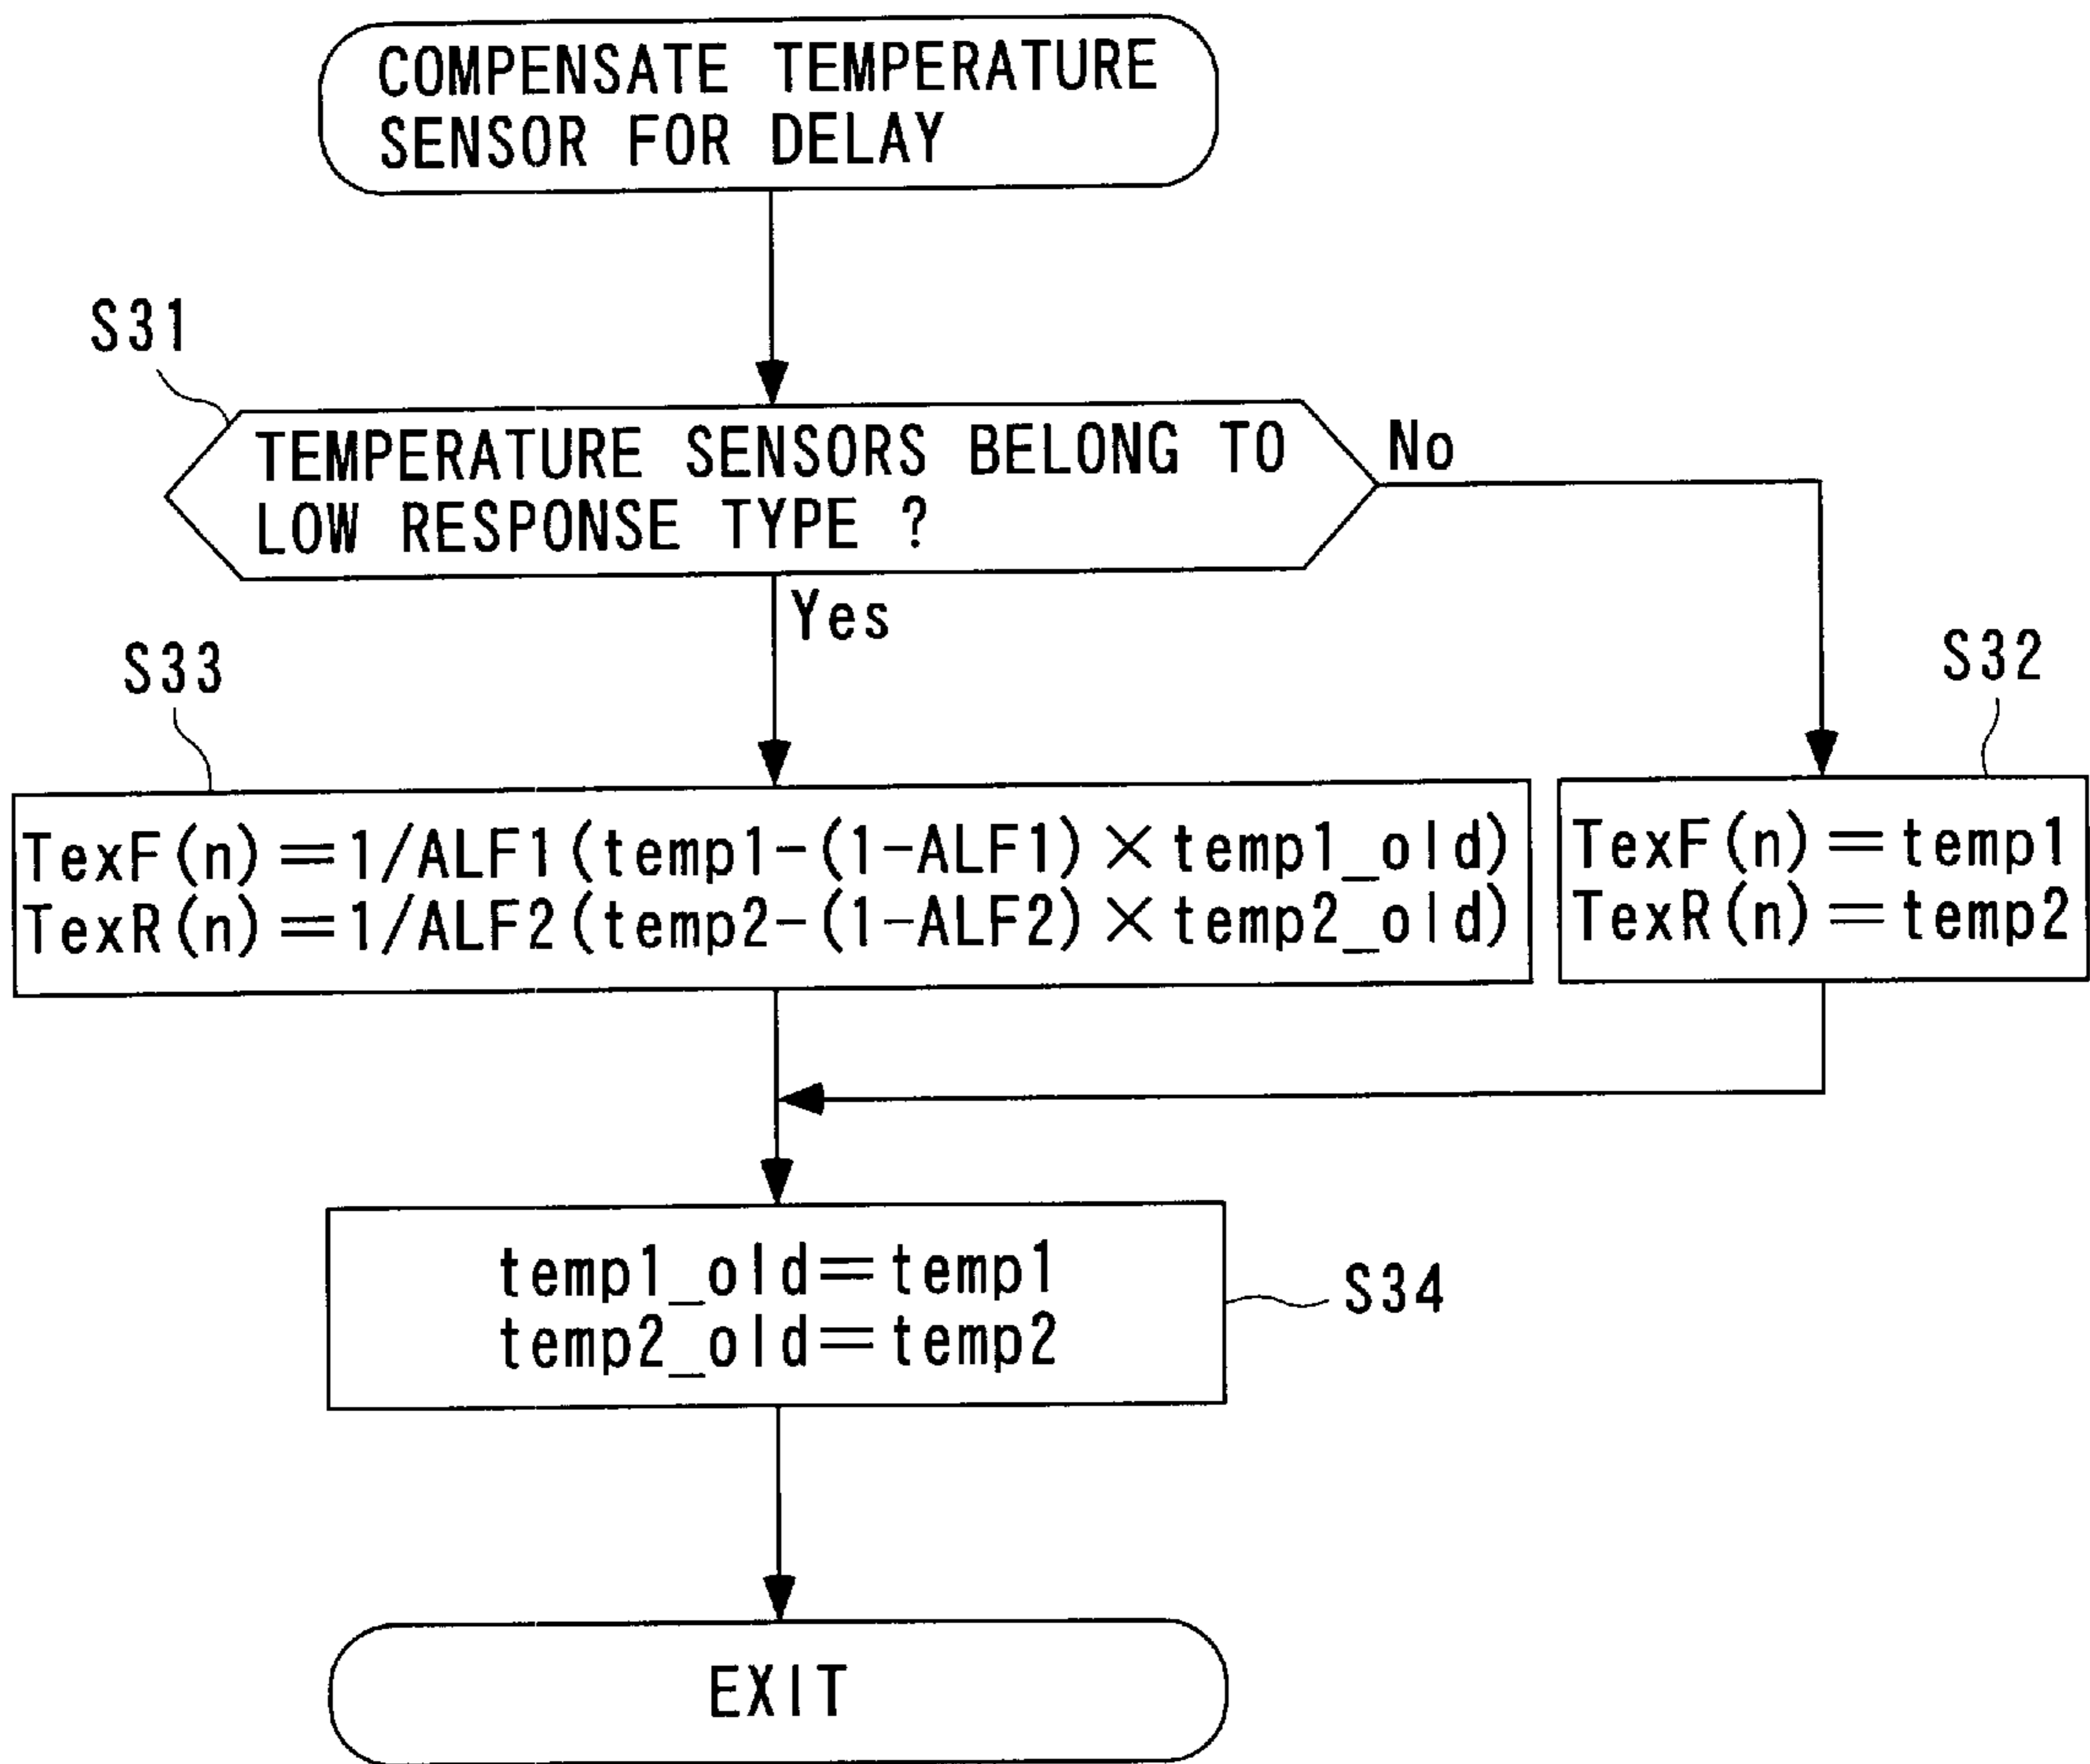 COMPENSATE TEMPERATURE
SENSOR FOR DELAY
S31
TEMPERATURE SENSORS BELONG TO
LOW RESPONSE TYPE ?
No
Yes
S33
S32
TexF(n)=1/ALF1(temp1-(1-ALF1)×temp1_old)
TexR(n)=1/ALF2(temp2-(1-ALF2)×temp2_old)
TexF(n)=temp1
TexR(n)=temp2
temp1_old=temp1
temp2_old=temp2
S34
EXIT